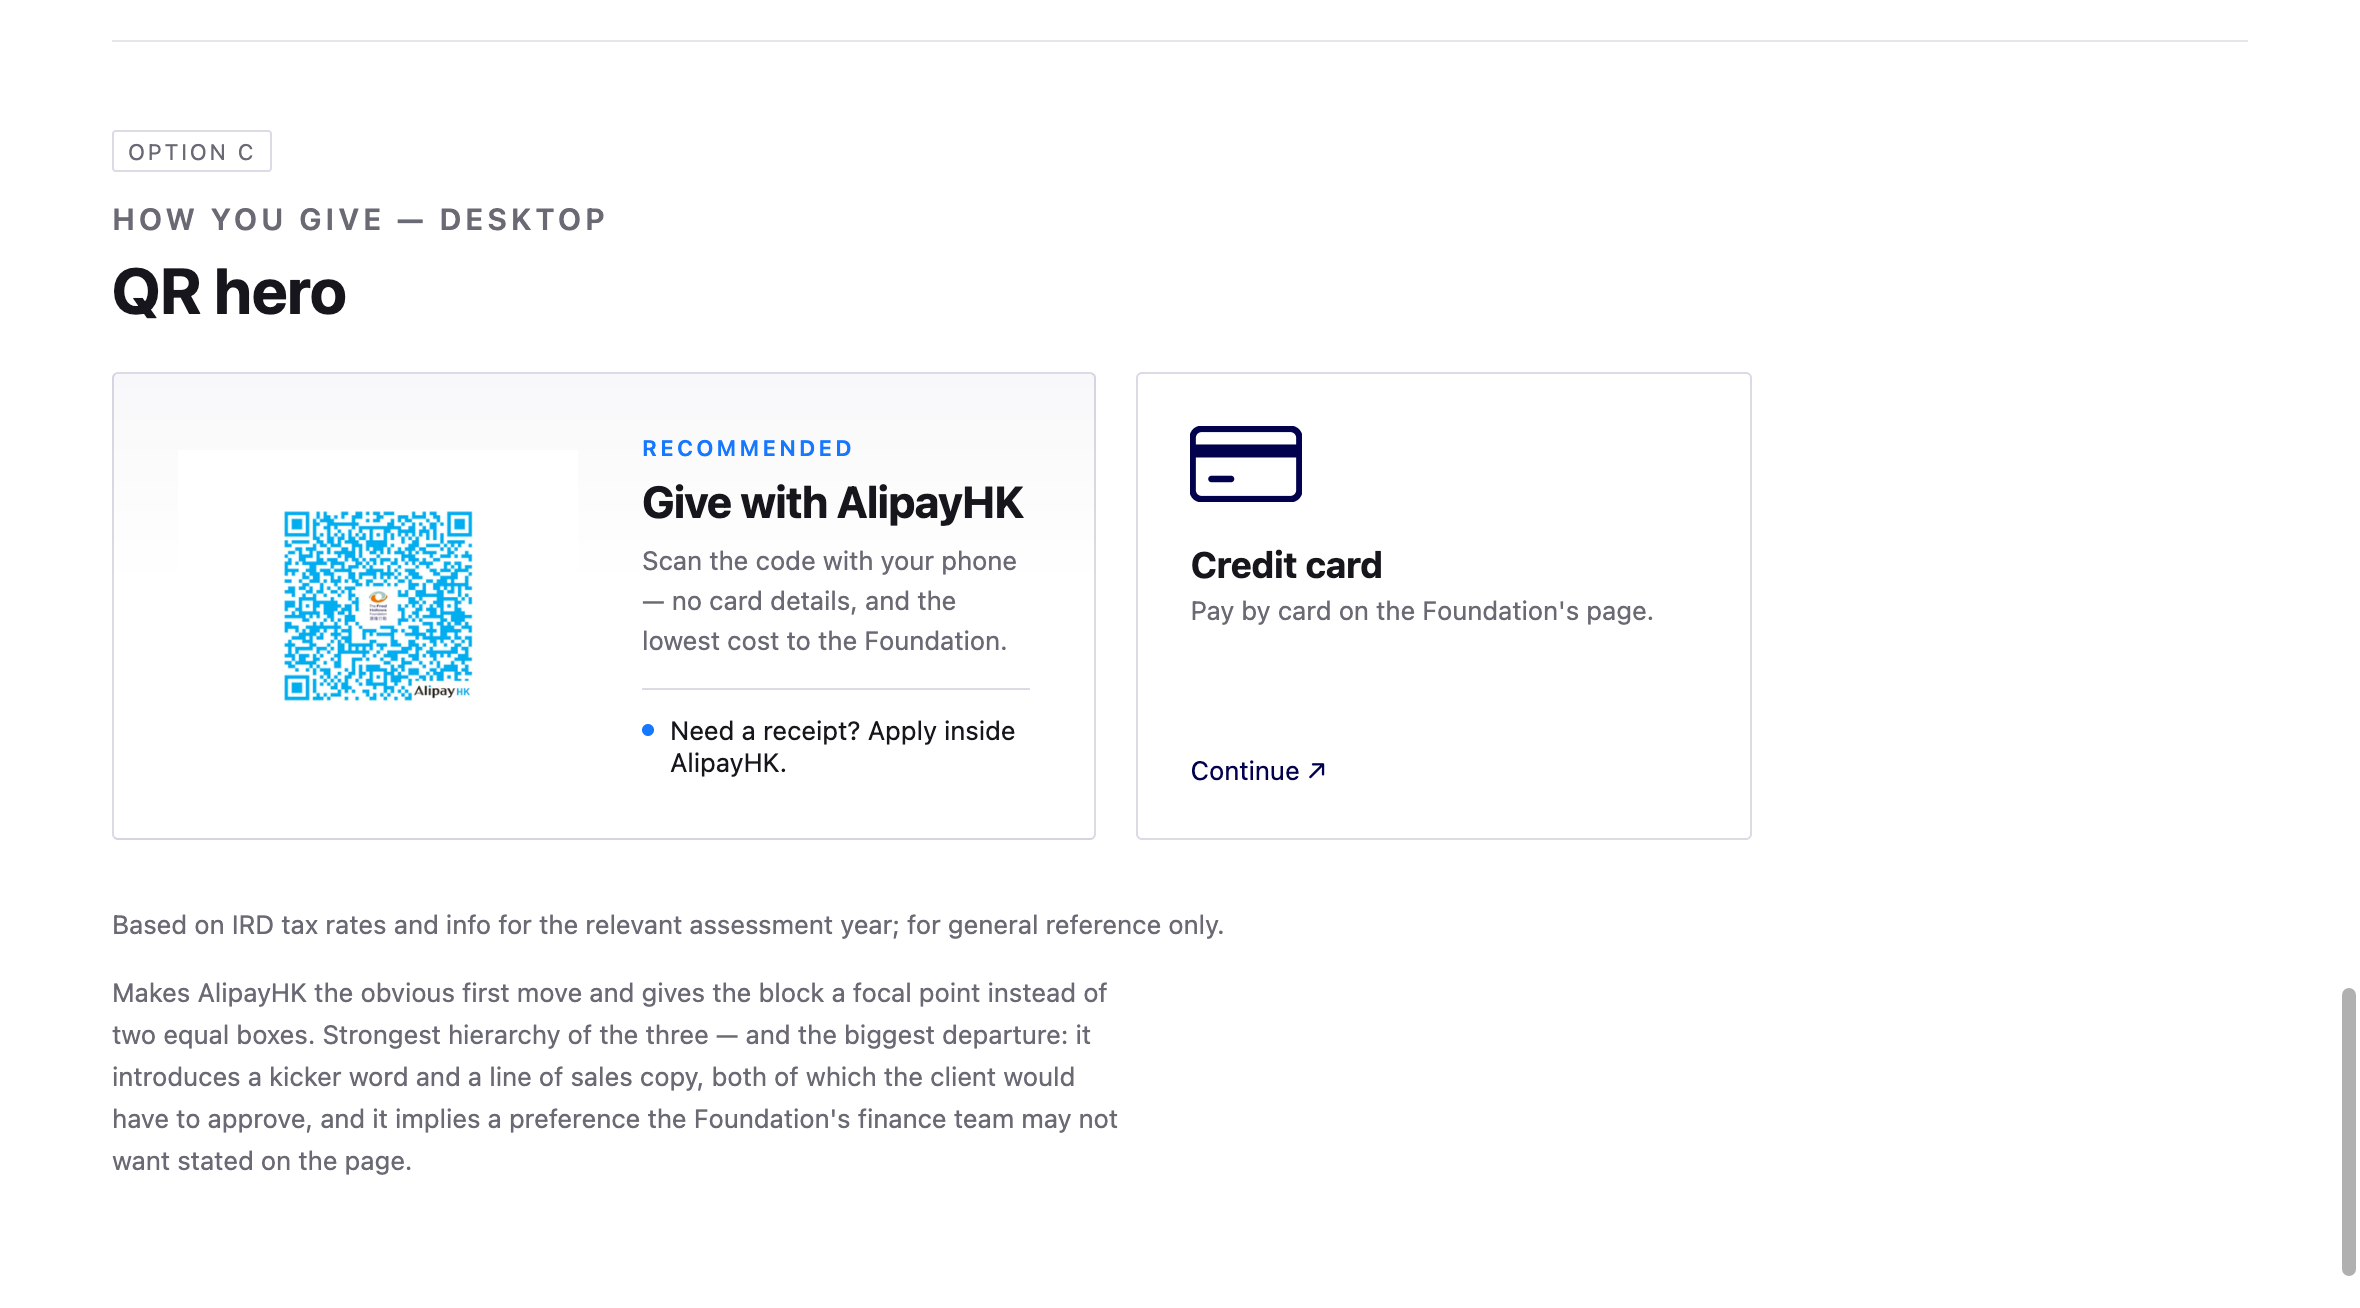 OPTION C
HOW YOU GIVE — DESKTOP
QR hero
RECOMMENDED
Give with AlipayHK
Scan the code with your phone
— no card details, and the
lowest cost to the Foundation.
Need a receipt? Apply inside
AlipayHK.
AlipayHK
Credit card
Pay by card on the Foundation's page.
Continue ↗
Based on IRD tax rates and info for the relevant assessment year; for general reference only.
Makes AlipayHK the obvious first move and gives the block a focal point instead of
two equal boxes. Strongest hierarchy of the three — and the biggest departure: it
introduces a kicker word and a line of sales copy, both of which the client would
have to approve, and it implies a preference the Foundation's finance team may not
want stated on the page.